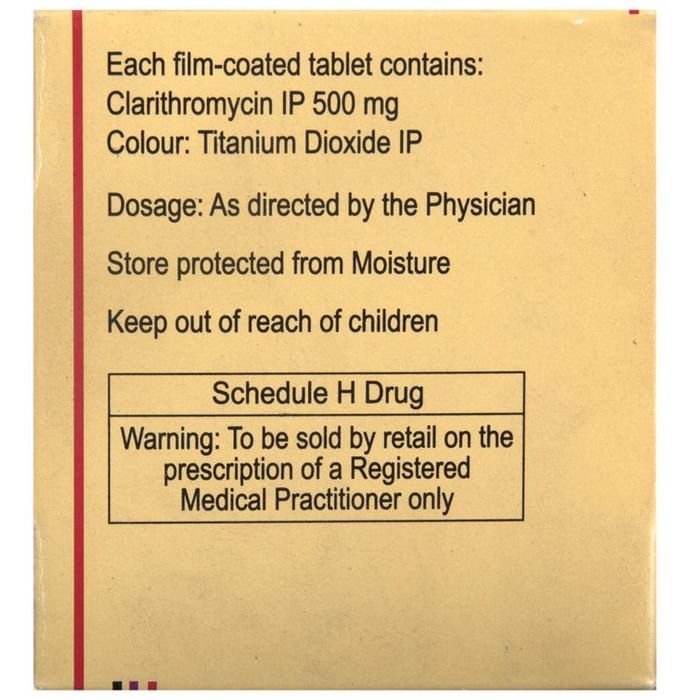 Each film-coated tablet contains:
Clarithromycin IP 500 mg
Colour: Titanium Dioxide IP
Dosage: As directed by the Physician
Store protected from Moisture
Keep out of reach of children
Schedule H Drug
Warning: To be sold by retail on the
prescription of a Registered
Medical Practitioner only